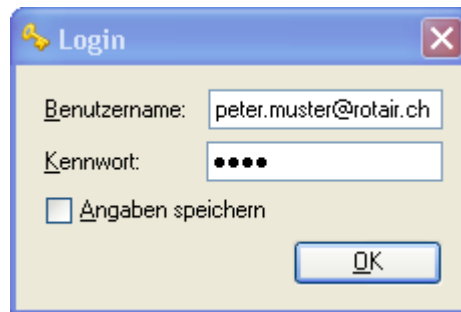 Login
Benutzername: peter.muster@rotair.ch
Kennwort: ●●●●
Angaben speichern
OK